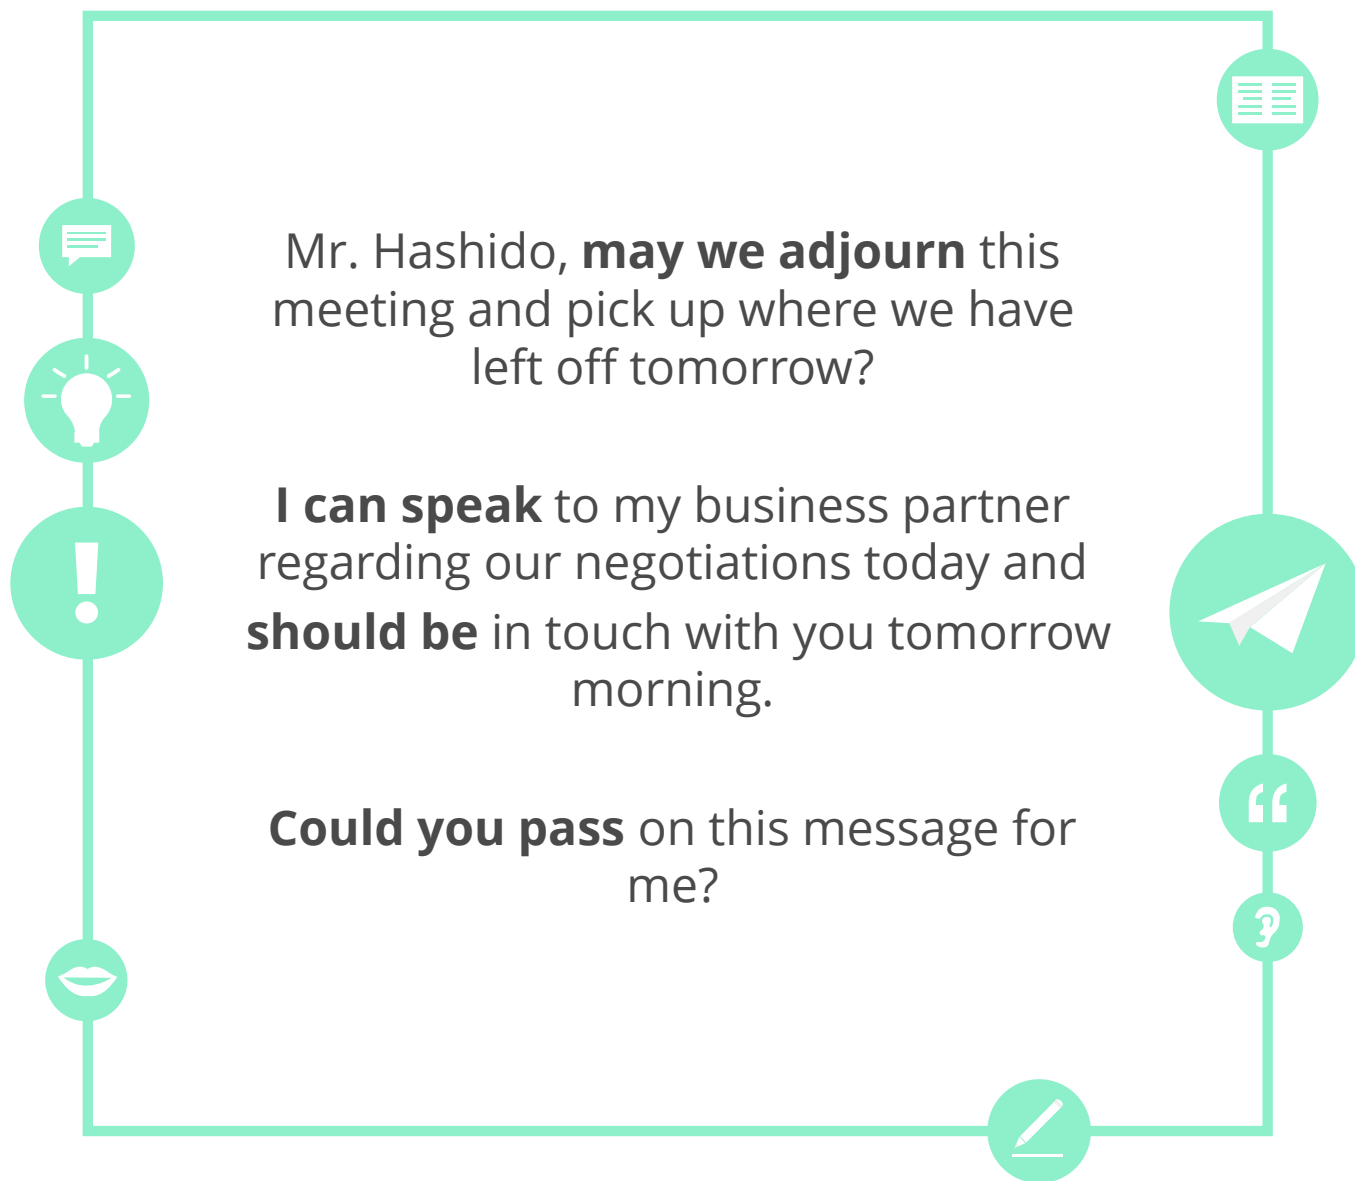 Mr. Hashido, may we adjourn this
meeting and pick up where we have
left off tomorrow?
I can speak to my business partner
regarding our negotiations today and
should be in touch with you tomorrow
morning.
Could you pass on this message for
me?